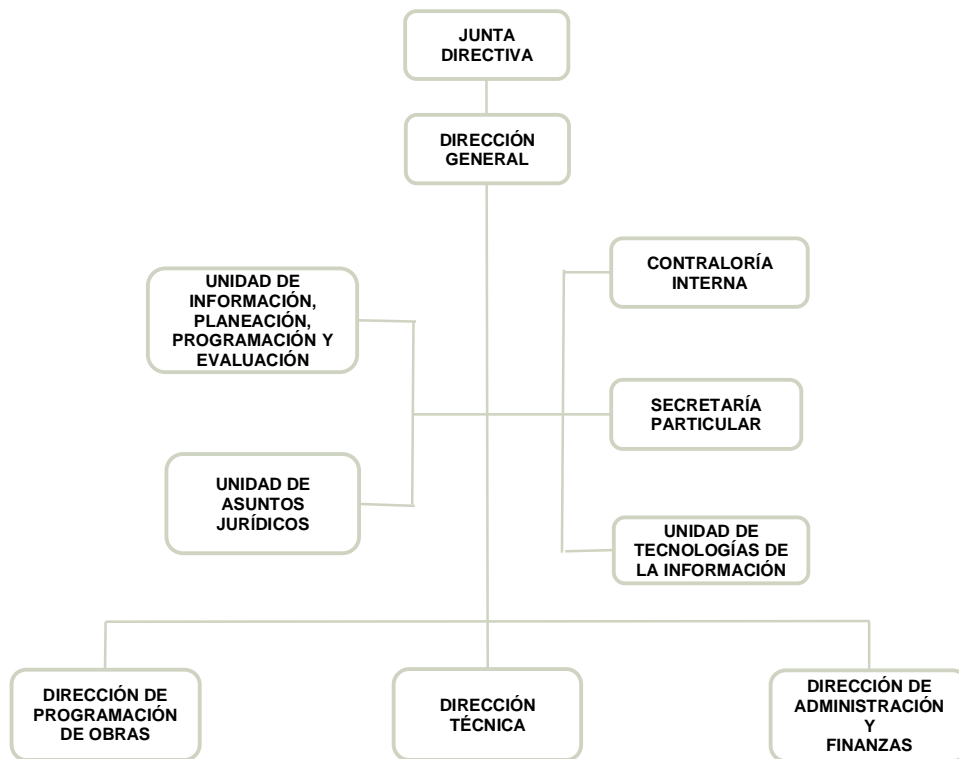 JUNTA
DIRECTIVA
DIRECCIÓN
GENERAL
UNIDAD DE
INFORMACIÓN,
PLANEACIÓN,
PROGRAMACIÓN Y
EVALUACIÓN
CONTRALORÍA
INTERNA
SECRETARÍA
PARTICULAR
UNIDAD DE
ASUNTOS
JURÍDICOS
UNIDAD DE
TECNOLOGÍAS DE
LA INFORMACIÓN
DIRECCIÓN DE
PROGRAMACIÓN
DE OBRAS
DIRECCIÓN
TÉCNICA
DIRECCIÓN DE
ADMINISTRACIÓN
Y
FINANZAS